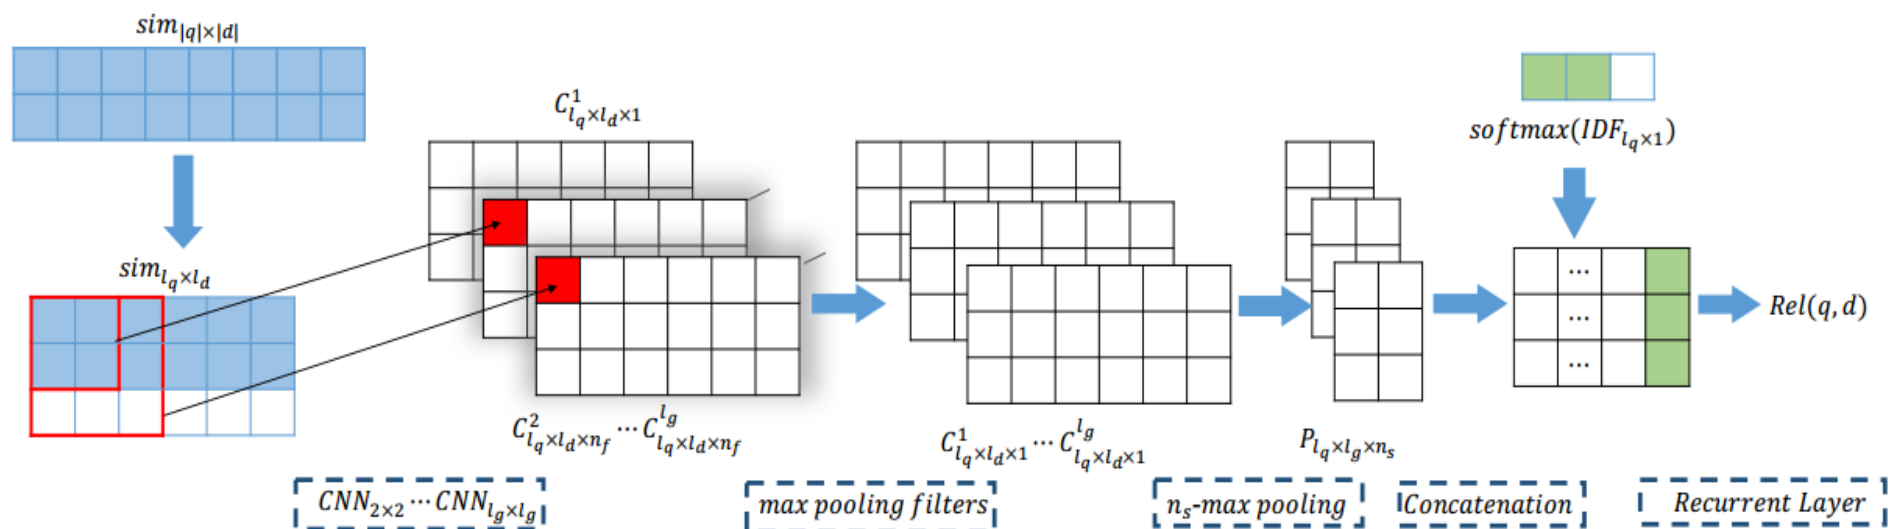 sim_{|q|×|d|}
sim_{l_q×l_d}
C^1_{l_q×l_d×1}
C^2_{l_q×l_d×n_f} ⋯ C^{l_g}_{l_q×l_d×n_f}
C^1_{l_q×l_d×1} ⋯ C^{l_g}_{l_q×l_d×1}
P_{l_q×l_g×n_s}
softmax(IDF_{l_q×1})
...
...
...
Rel(q, d)
CNN_{2×2} ⋯ CNN_{l_g×l_g}
max pooling filters
n_s-max pooling
Concatenation
Recurrent Layer